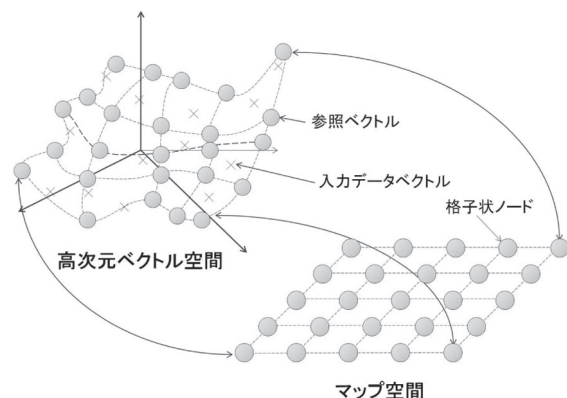 参照ベクトル
入力データベクトル
格子状ノード
高次元ベクトル空間
マップ空間